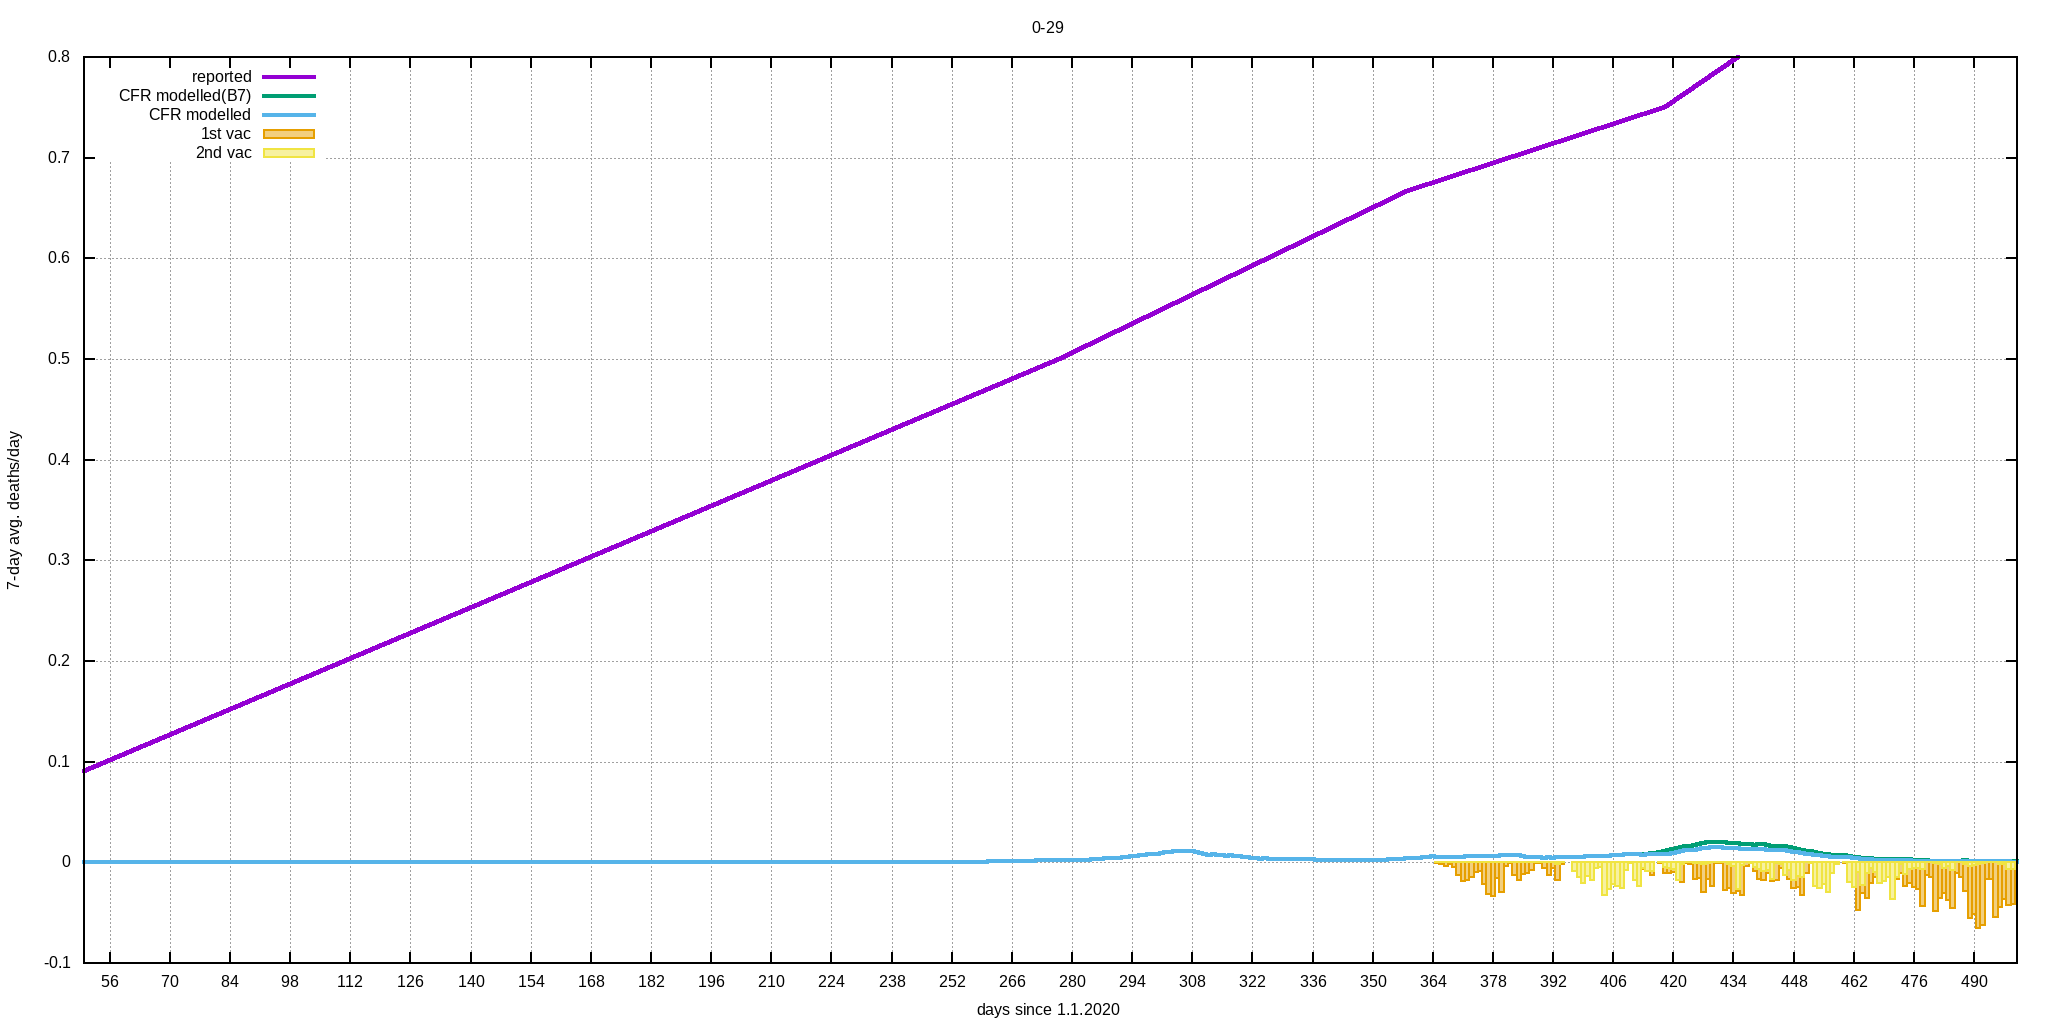 0-29
reported
CFR modelled(B7)
CFR modelled
1st vac
2nd vac
0.8
0.7
0.6
0.5
0.4
0.3
0.2
0.1
0
-0.1
7-day avg. deaths/day
56 70 84 98 112 126 140 154 168 182 196 210 224 238 252 266 280 294 308 322 336 350 364 378 392 406 420 434 448 462 476 490
days since 1.1.2020